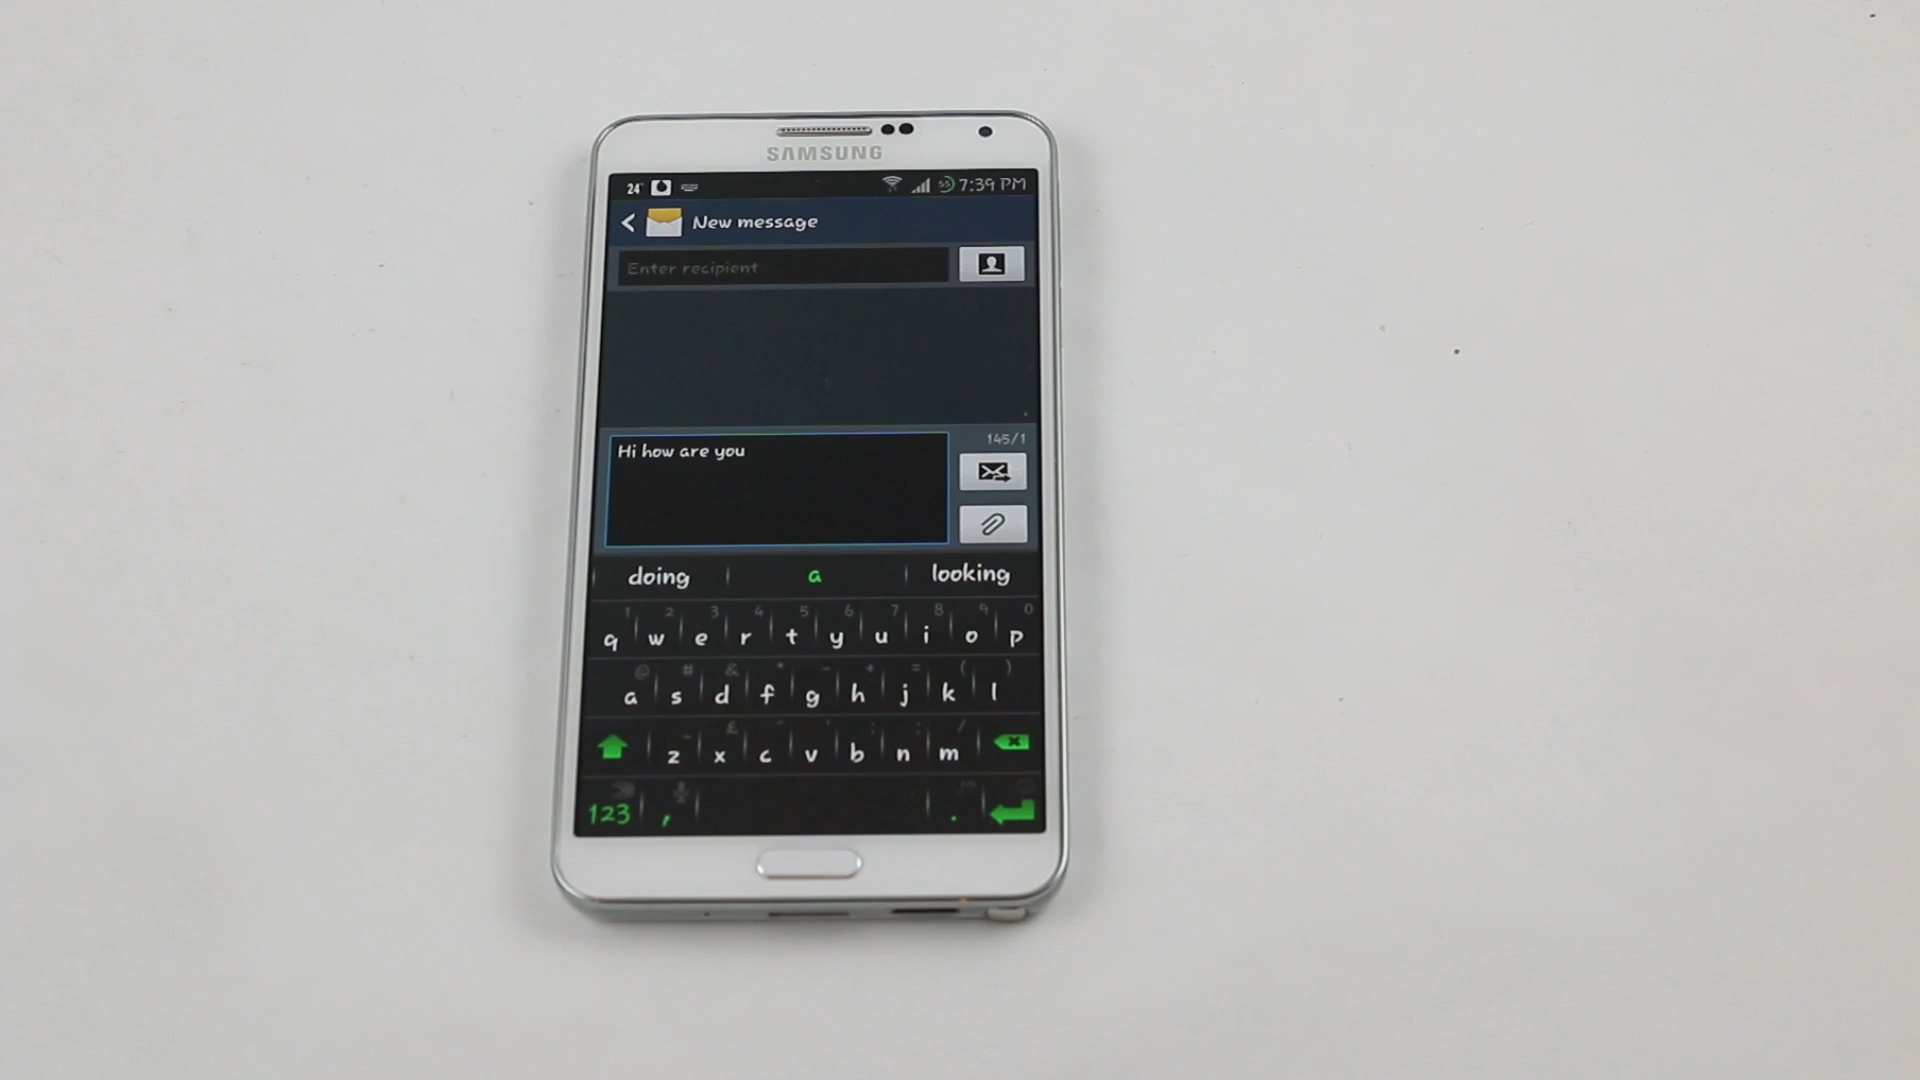 SAMSUNG
24° 55 7:39 PM
New message
Enter recipient
145/1
Hi how are you
doing a looking
1 2 3 4 5 6 7 8 9 0
q w e r t y u i o p
@ # & * - + = ( )
a s d f g h j k l
z x c v b n m
123 , .